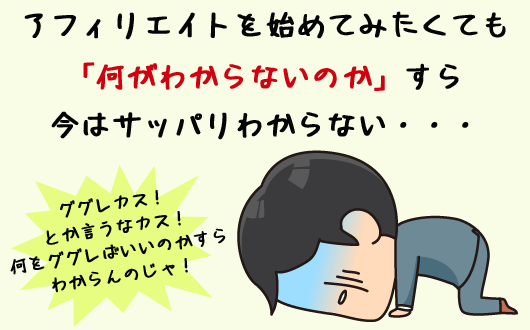 アフィリエイトを始めてみたくても
「何がわからないのか」すら
今はサッパリわからない・・・
ググレカス！
とか言うなカス！
何をググレばいいのかすら
わからんのじゃ！